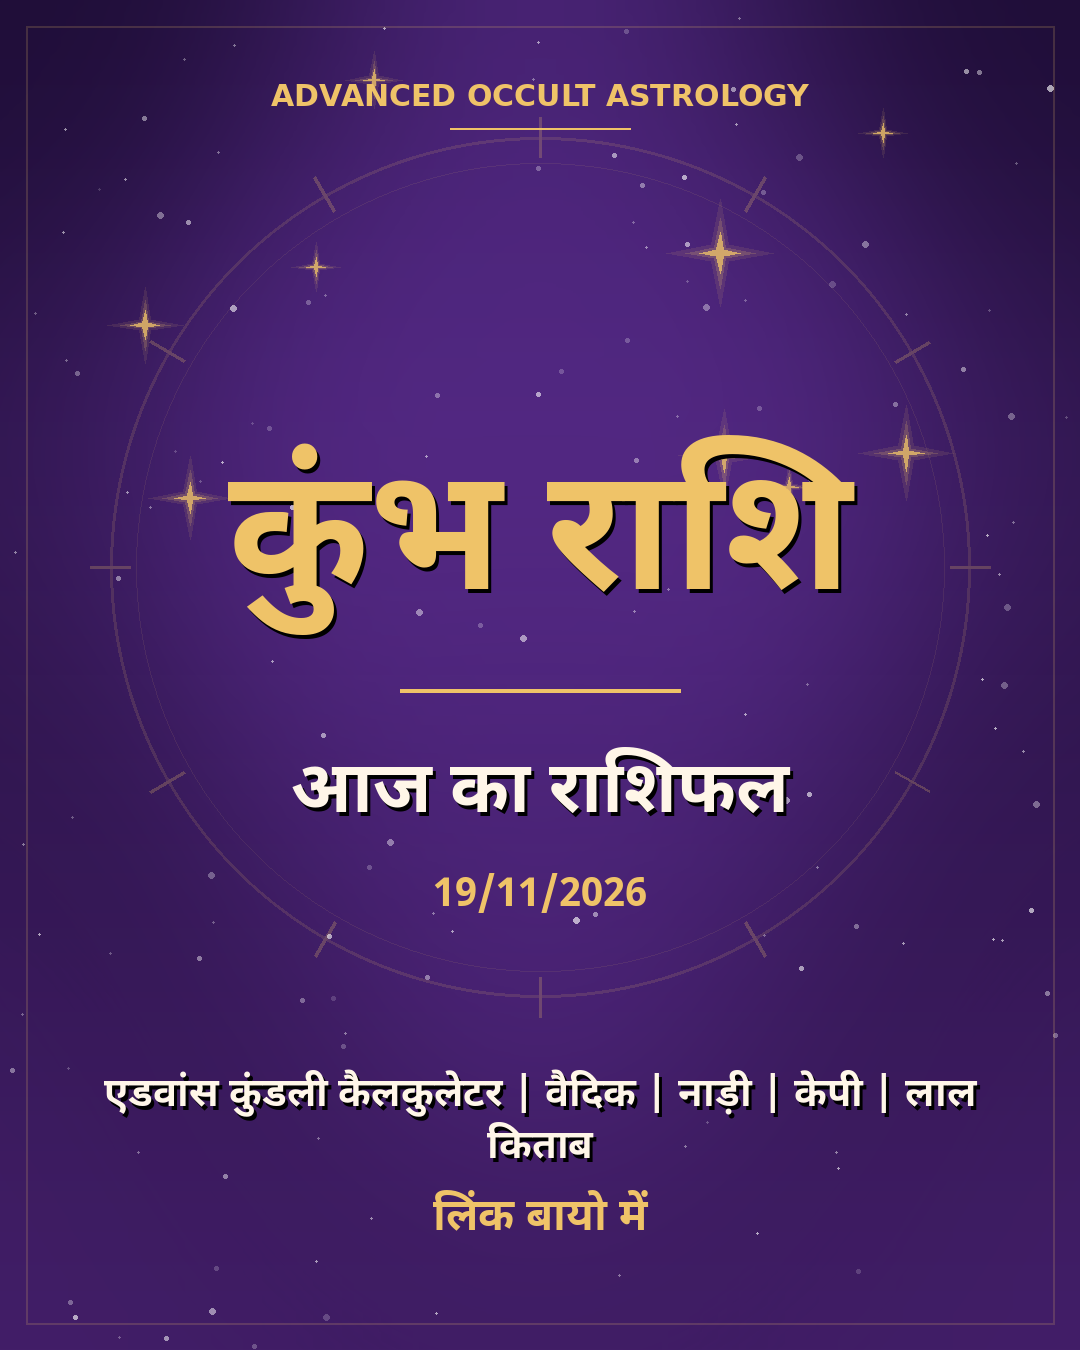 ADVANCED OCCULT ASTROLOGY
कुंभ राशि
आज का राशिफल
19/11/2026
एडवांस कुंडली कैलकुलेटर | वैदिक | नाड़ी | केपी | लाल
किताब
लिंक बायो में